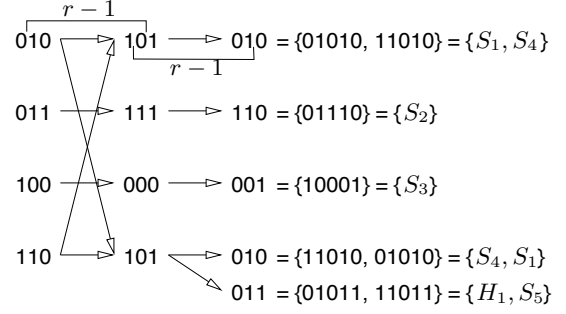 r − 1
010 101 010 = {01010, 11010} = {S₁, S₄}
r − 1
011 111 110 = {01110} = {S₂}
100 000 001 = {10001} = {S₃}
110 101 010 = {11010, 01010} = {S₄, S₁}
011 = {01011, 11011} = {H₁, S₅}